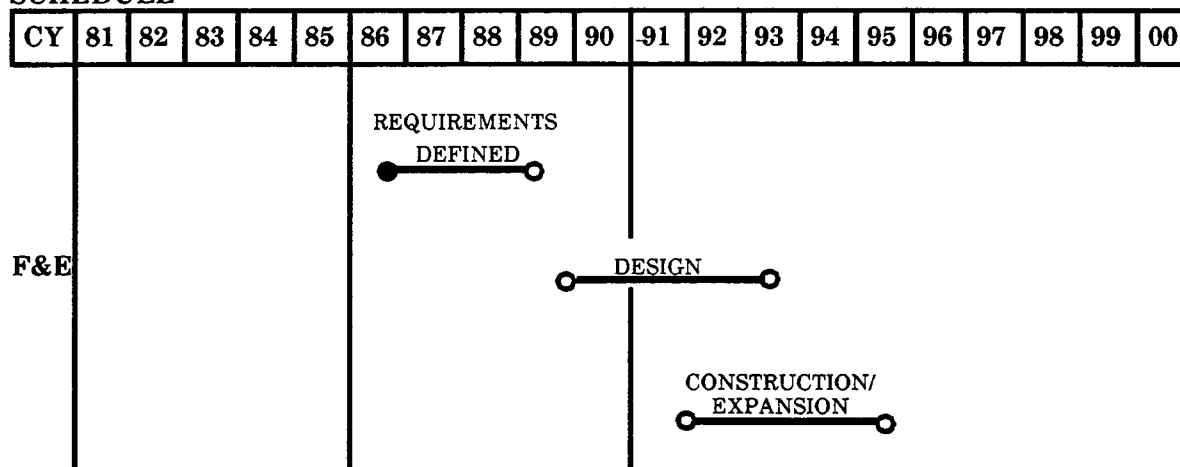 SCHEDULE
CY 81 82 83 84 85 86 87 88 89 90 91 92 93 94 95 96 97 98 99 00
REQUIREMENTS
DEFINED
F&E
DESIGN
CONSTRUCTION/
EXPANSION